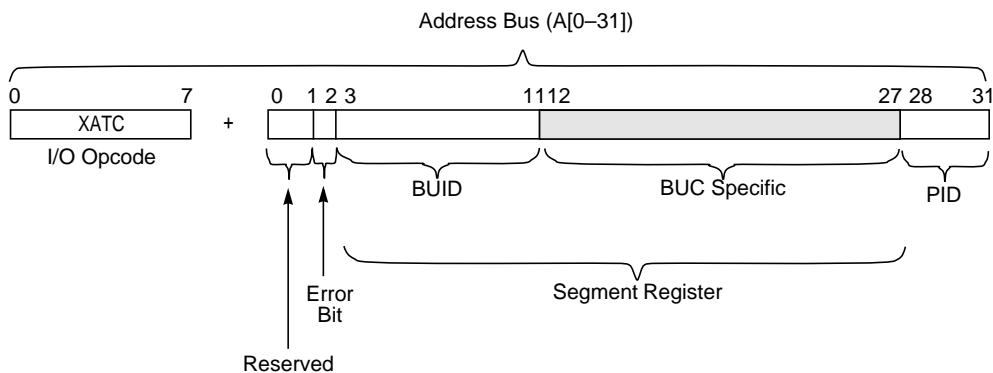 Address Bus (A[0–31])
0 7 0 1 2 3 11 12 27 28 31
XATC +
I/O Opcode
BUID BUC Specific PID
Error
Bit
Segment Register
Reserved